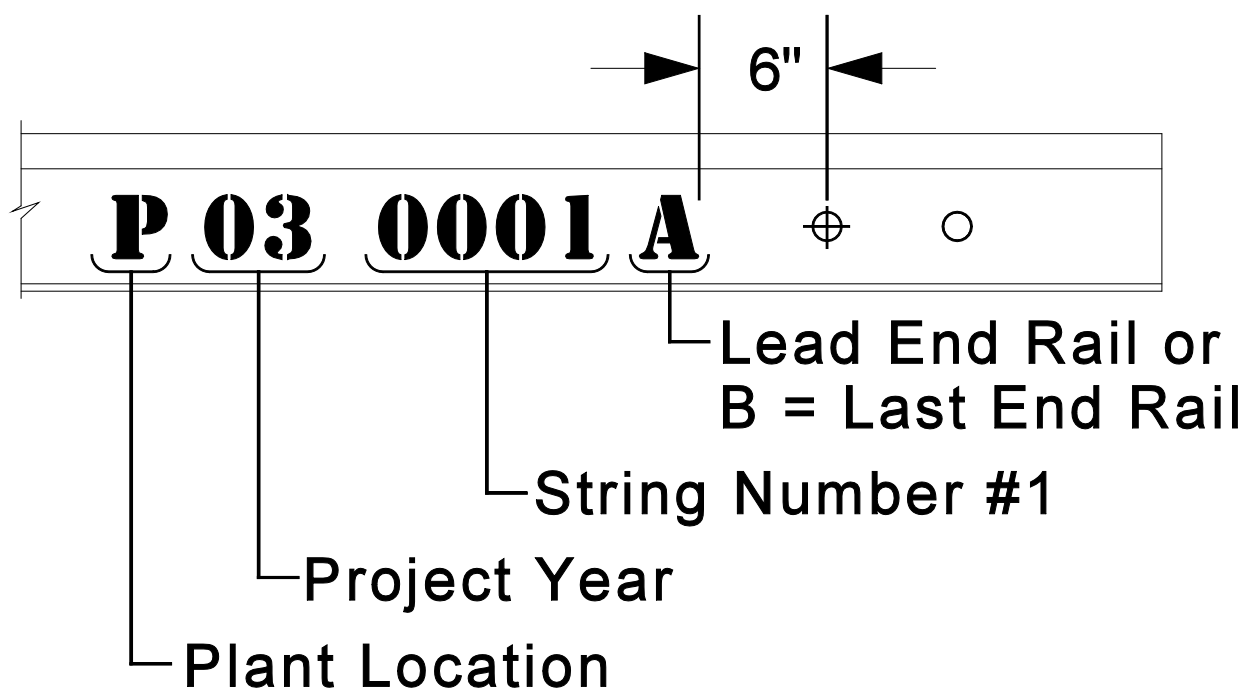 6"
P 03 0001 A
Lead End Rail or
B = Last End Rail
String Number #1
Project Year
Plant Location